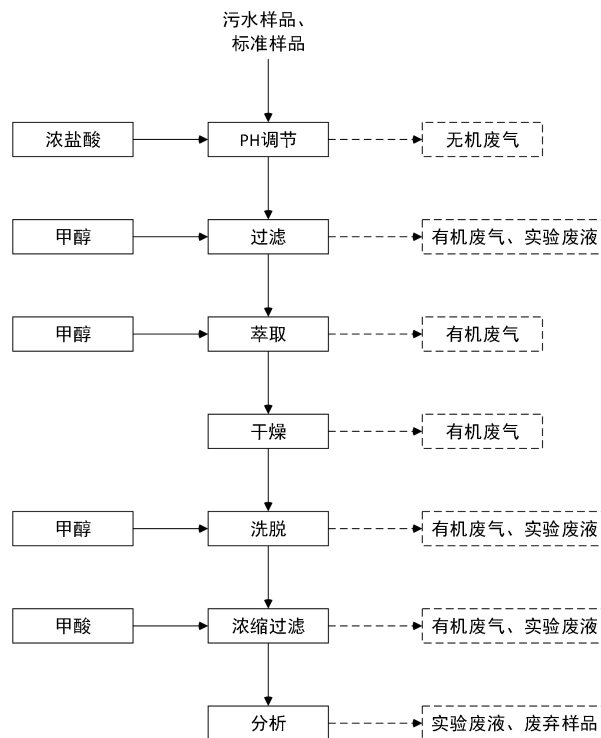 污水样品、
标准样品
浓盐酸
PH调节
无机废气
甲醇
过滤
有机废气、实验废液
甲醇
萃取
有机废气
干燥
有机废气
甲醇
洗脱
有机废气、实验废液
甲酸
浓缩过滤
有机废气、实验废液
分析
实验废液、废弃样品